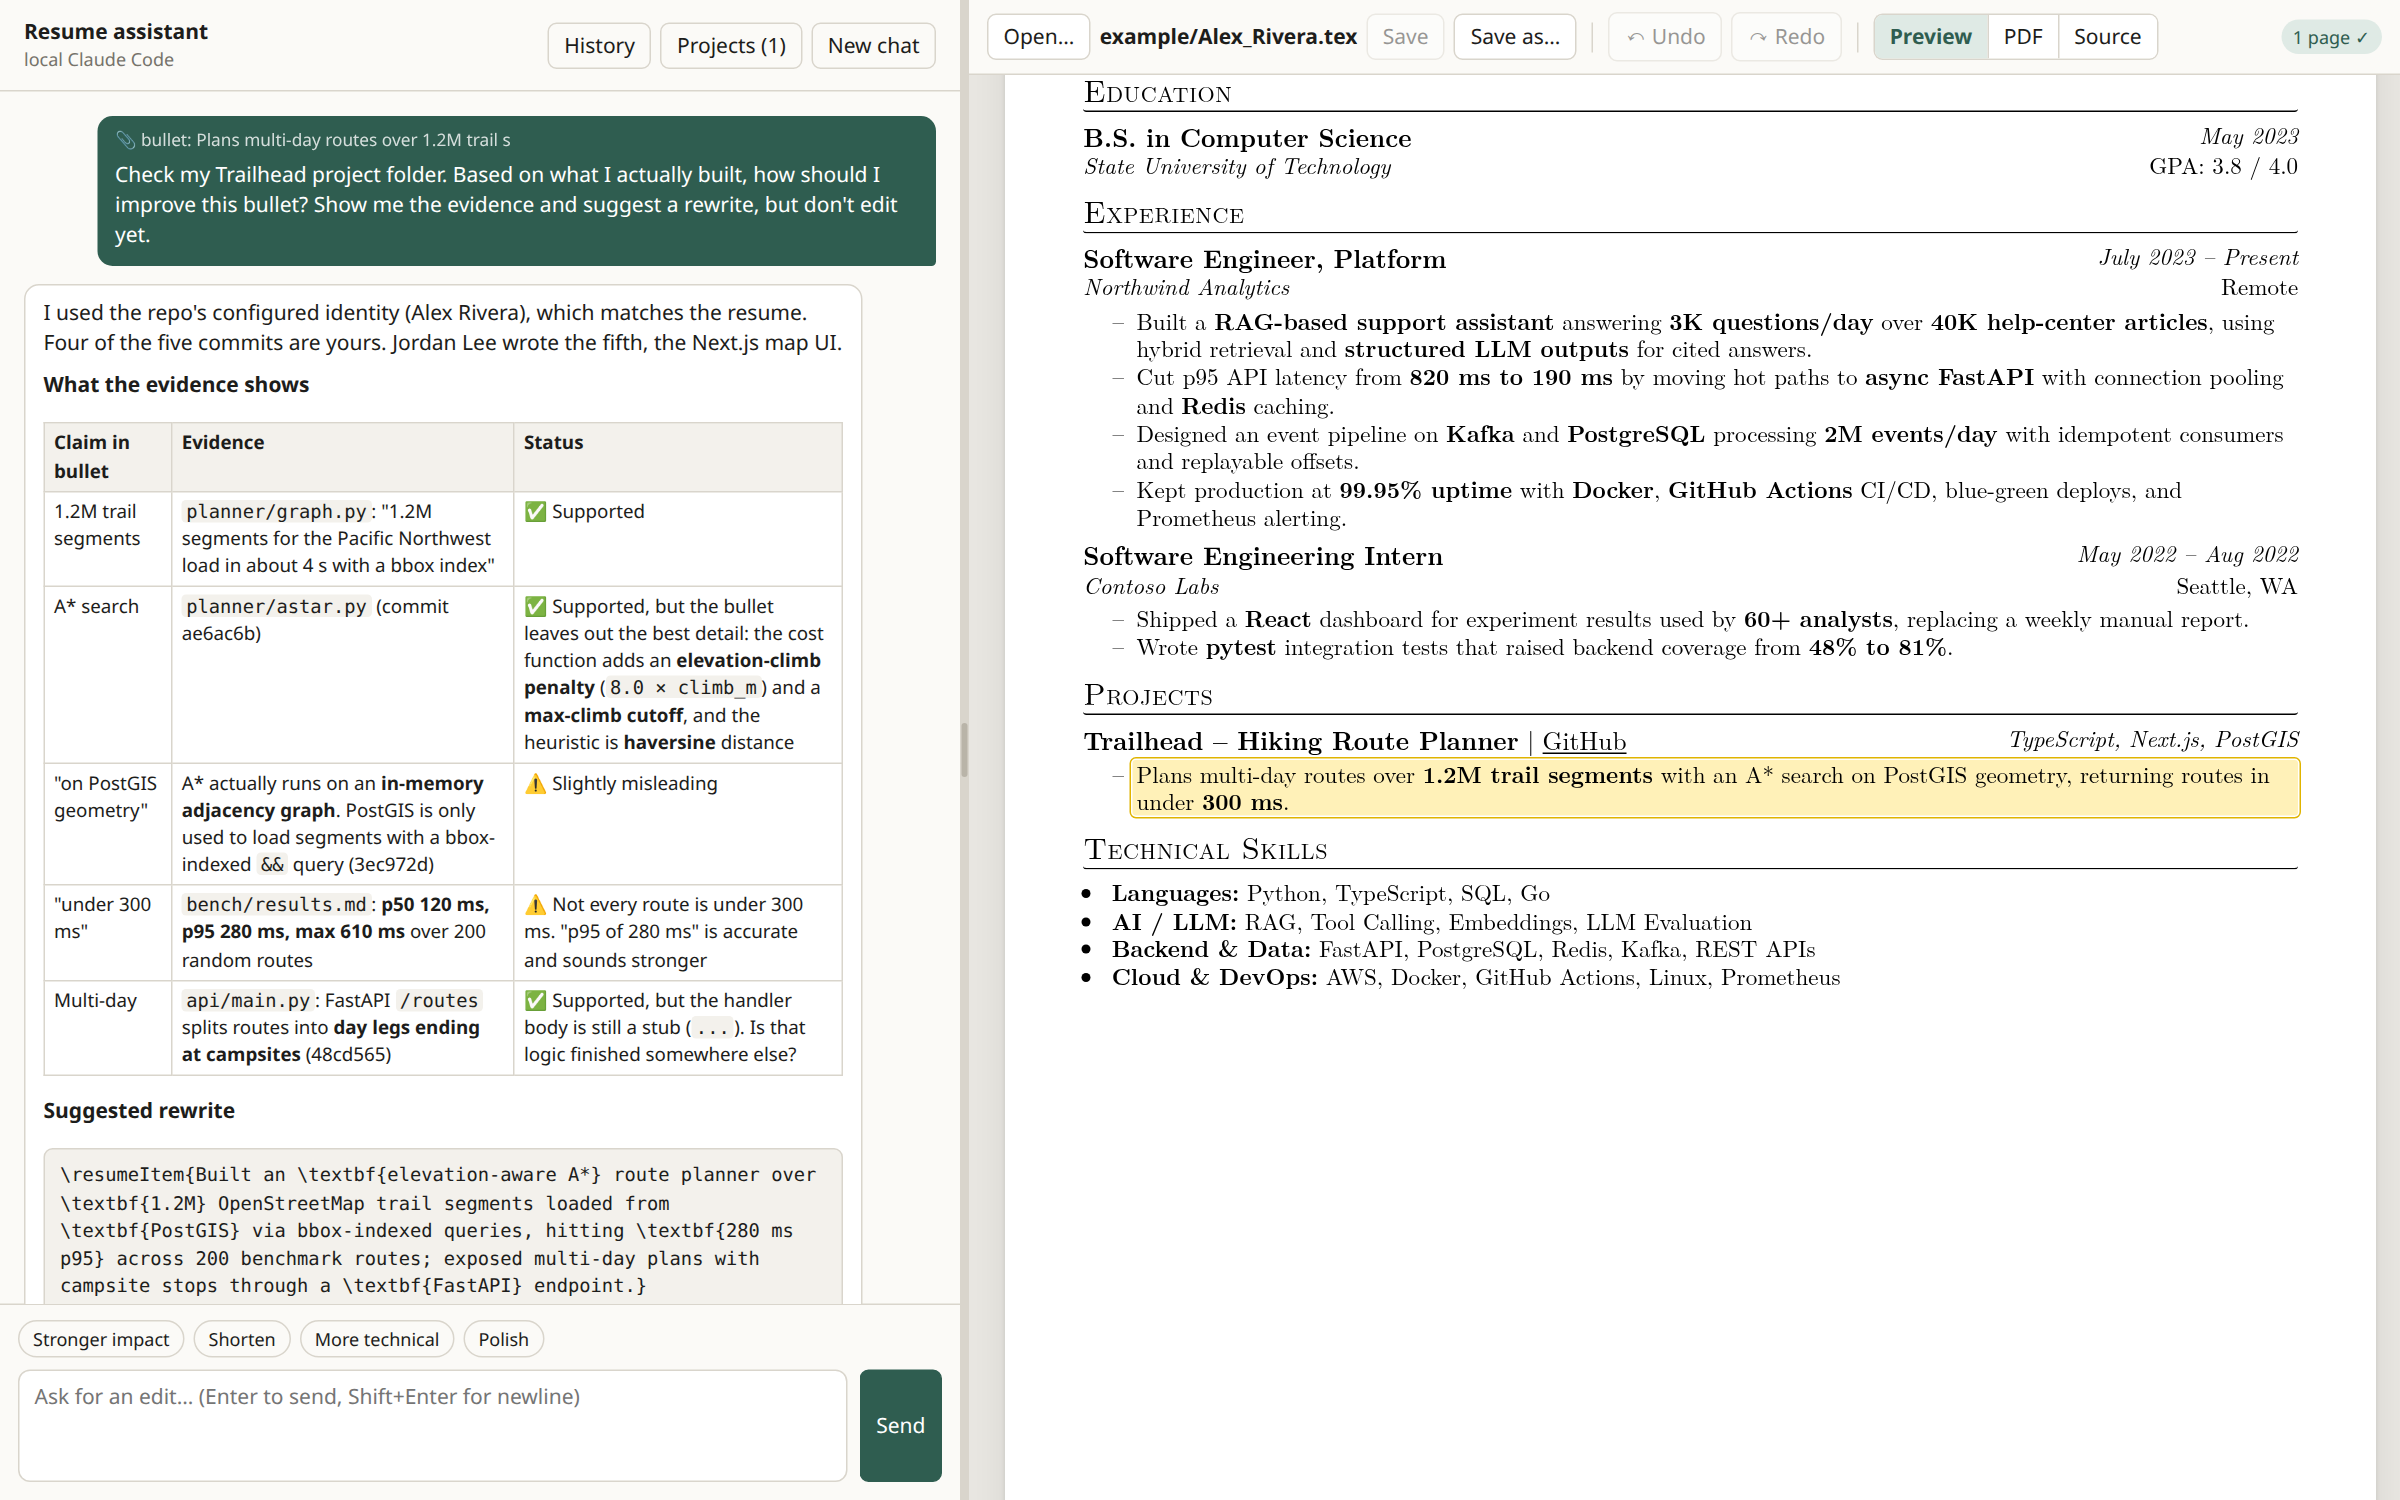 Resume assistant
local Claude Code
History
Projects (1)
New chat
📎 bullet: Plans multi-day routes over 1.2M trail s
Check my Trailhead project folder. Based on what I actually built, how should I
improve this bullet? Show me the evidence and suggest a rewrite, but don't edit
yet.
I used the repo's configured identity (Alex Rivera), which matches the resume.
Four of the five commits are yours. Jordan Lee wrote the fifth, the Next.js map UI.
What the evidence shows
Claim in
bullet
Evidence
Status
1.2M trail
segments
planner/graph.py: "1.2M
segments for the Pacific Northwest
load in about 4 s with a bbox index"
✅ Supported
A* search
planner/astar.py (commit
ae6ac6b)
✅ Supported, but the bullet
leaves out the best detail: the cost
function adds an elevation-climb
penalty (8.0 × climb_m) and a
max-climb cutoff, and the
heuristic is haversine distance
"on PostGIS
geometry"
A* actually runs on an in-memory
adjacency graph. PostGIS is only
used to load segments with a bbox-
indexed && query (3ec972d)
⚠️ Slightly misleading
"under 300
ms"
bench/results.md: p50 120 ms,
p95 280 ms, max 610 ms over 200
random routes
⚠️ Not every route is under 300
ms. "p95 of 280 ms" is accurate
and sounds stronger
Multi-day
api/main.py: FastAPI /routes
splits routes into day legs ending
at campsites (48cd565)
✅ Supported, but the handler
body is still a stub (...). Is that
logic finished somewhere else?
Suggested rewrite
\resumeItem{Built an \textbf{elevation-aware A*} route planner over
\textbf{1.2M} OpenStreetMap trail segments loaded from
\textbf{PostGIS} via bbox-indexed queries, hitting \textbf{280 ms
p95} across 200 benchmark routes; exposed multi-day plans with
campsite stops through a \textbf{FastAPI} endpoint.}
Stronger impact
Shorten
More technical
Polish
Ask for an edit... (Enter to send, Shift+Enter for newline)
Send
Open...
example/Alex_Rivera.tex
Save
Save as...
Undo
Redo
Preview
PDF
Source
1 page ✓
Education
B.S. in Computer Science
May 2023
State University of Technology
GPA: 3.8 / 4.0
Experience
Software Engineer, Platform
July 2023 – Present
Northwind Analytics
Remote
– Built a RAG-based support assistant answering 3K questions/day over 40K help-center articles, using
hybrid retrieval and structured LLM outputs for cited answers.
– Cut p95 API latency from 820 ms to 190 ms by moving hot paths to async FastAPI with connection pooling
and Redis caching.
– Designed an event pipeline on Kafka and PostgreSQL processing 2M events/day with idempotent consumers
and replayable offsets.
– Kept production at 99.95% uptime with Docker, GitHub Actions CI/CD, blue-green deploys, and
Prometheus alerting.
Software Engineering Intern
May 2022 – Aug 2022
Contoso Labs
Seattle, WA
– Shipped a React dashboard for experiment results used by 60+ analysts, replacing a weekly manual report.
– Wrote pytest integration tests that raised backend coverage from 48% to 81%.
Projects
Trailhead – Hiking Route Planner | GitHub
TypeScript, Next.js, PostGIS
– Plans multi-day routes over 1.2M trail segments with an A* search on PostGIS geometry, returning routes in
under 300 ms.
Technical Skills
• Languages: Python, TypeScript, SQL, Go
• AI / LLM: RAG, Tool Calling, Embeddings, LLM Evaluation
• Backend & Data: FastAPI, PostgreSQL, Redis, Kafka, REST APIs
• Cloud & DevOps: AWS, Docker, GitHub Actions, Linux, Prometheus